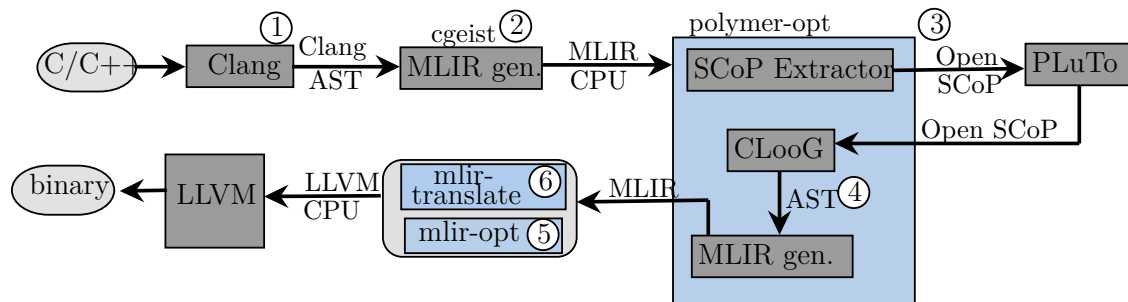 polymer-opt
③
①
cgeist ②
C/C++
Clang
Clang
AST
MLIR gen.
MLIR
CPU
SCoP Extractor
Open
SCoP
PLuTo
Open SCoP
CLooG
AST
④
MLIR gen.
MLIR
mlir-
translate
⑥
mlir-opt
⑤
LLVM
CPU
LLVM
binary